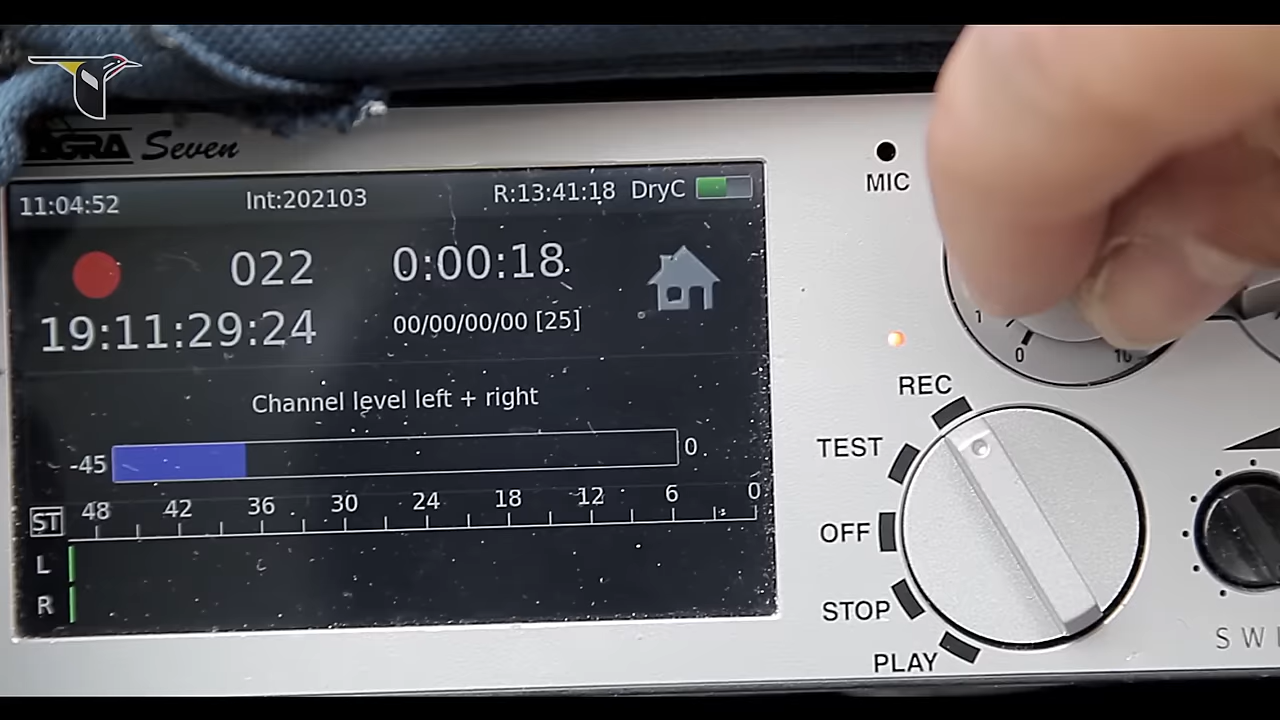 Seven
MIC
11:04:52 Int:202103 R:13:41:18 DryC
022 0:00:18
19:11:29:24 00/00/00/00 [25]
Channel level left + right
-45 0
48 42 36 30 24 18 12 6 0
ST
L
R
1
0
10
REC
TEST
OFF
STOP
PLAY